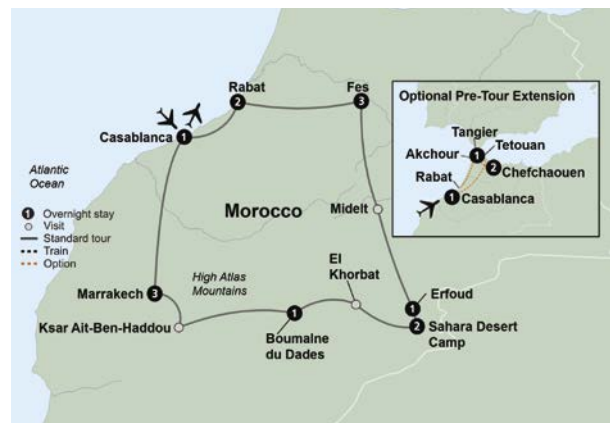 Rabat
2
Fes
3
Casablanca
1
Optional Pre-Tour Extension
Tangier
1
Tetouan
Akchour
2
Chefchaouen
Rabat
1
Casablanca
Atlantic
Ocean
1 Overnight stay
Visit
Standard tour
Train
Option
Morocco
Midelt
High Atlas
Mountains
El
Khorbat
Marrakech
3
Erfoud
1
Ksar Ait-Ben-Haddou
1
Boumalne
du Dades
2
Sahara Desert
Camp